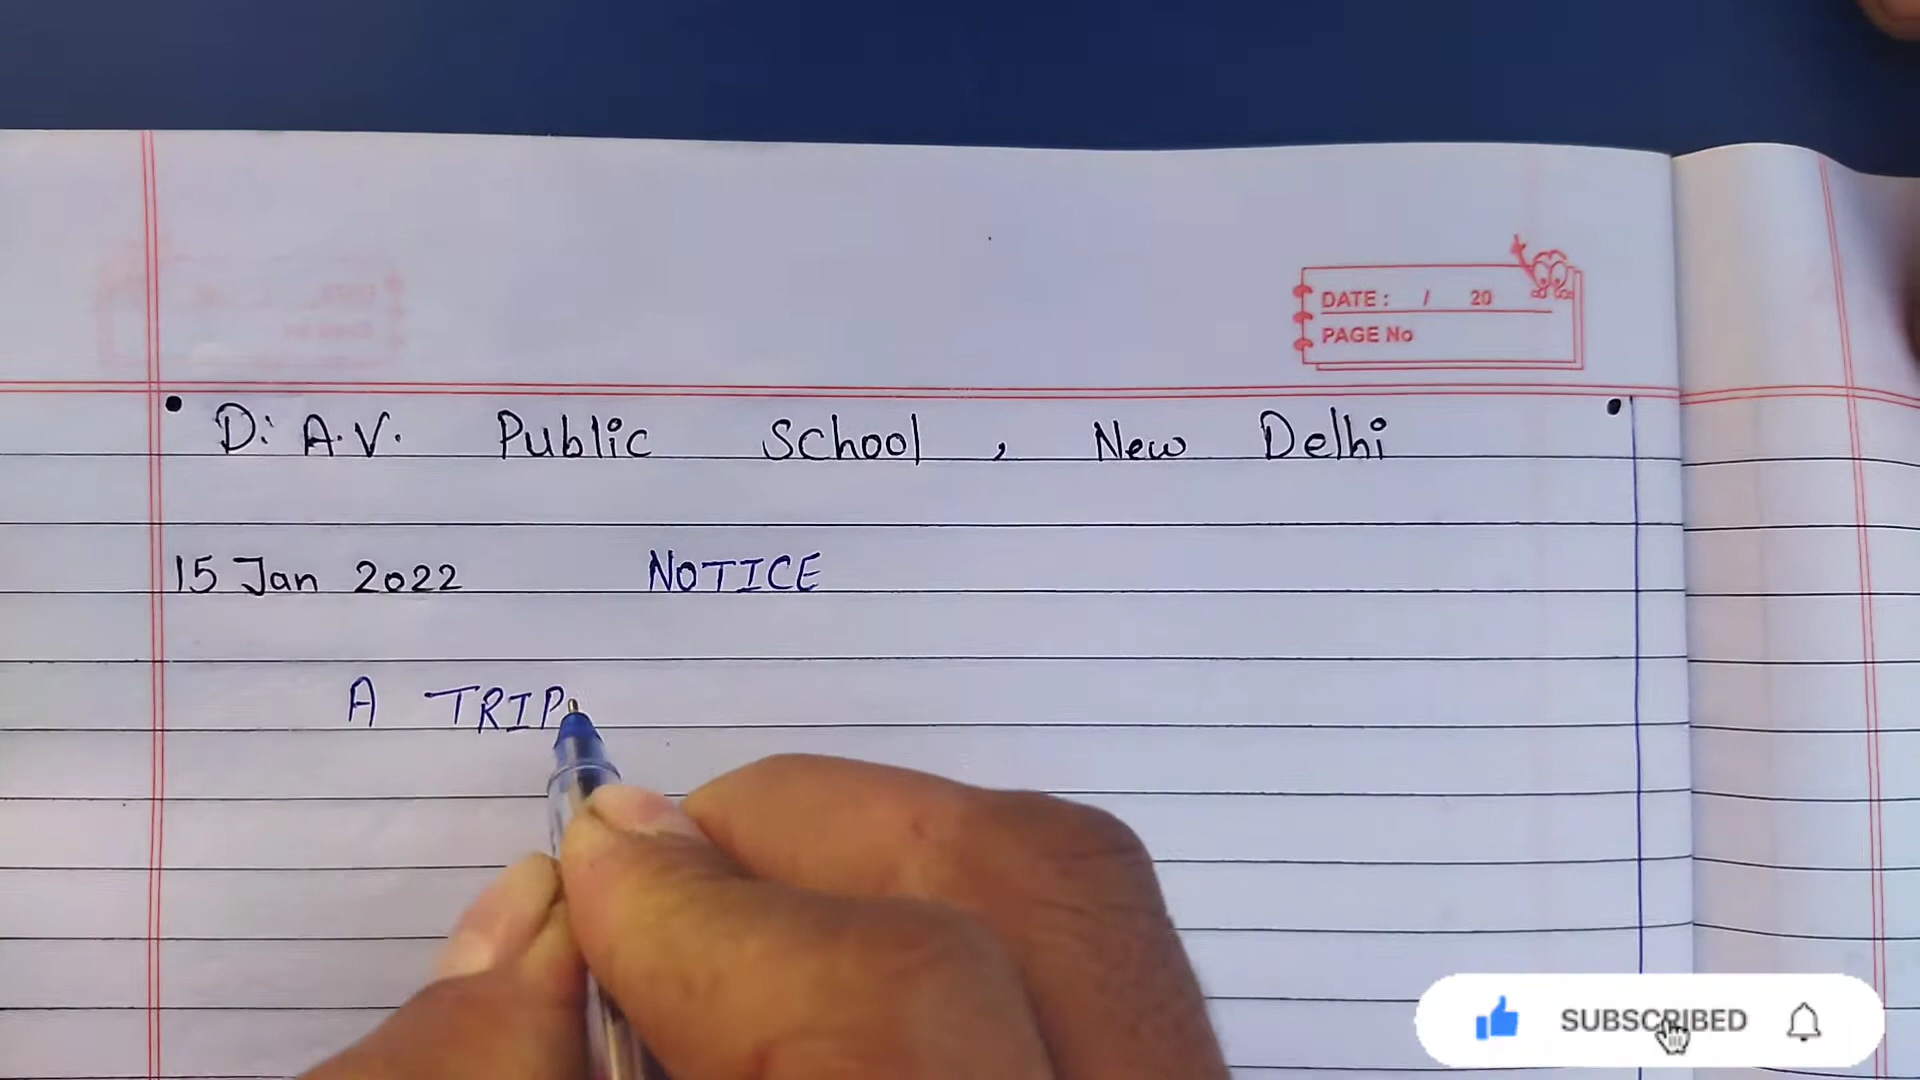 DATE : / 20
PAGE No
D. A.V. Public School, New Delhi
15 Jan 2022 NOTICE
A TRIP
SUBSCRIBED